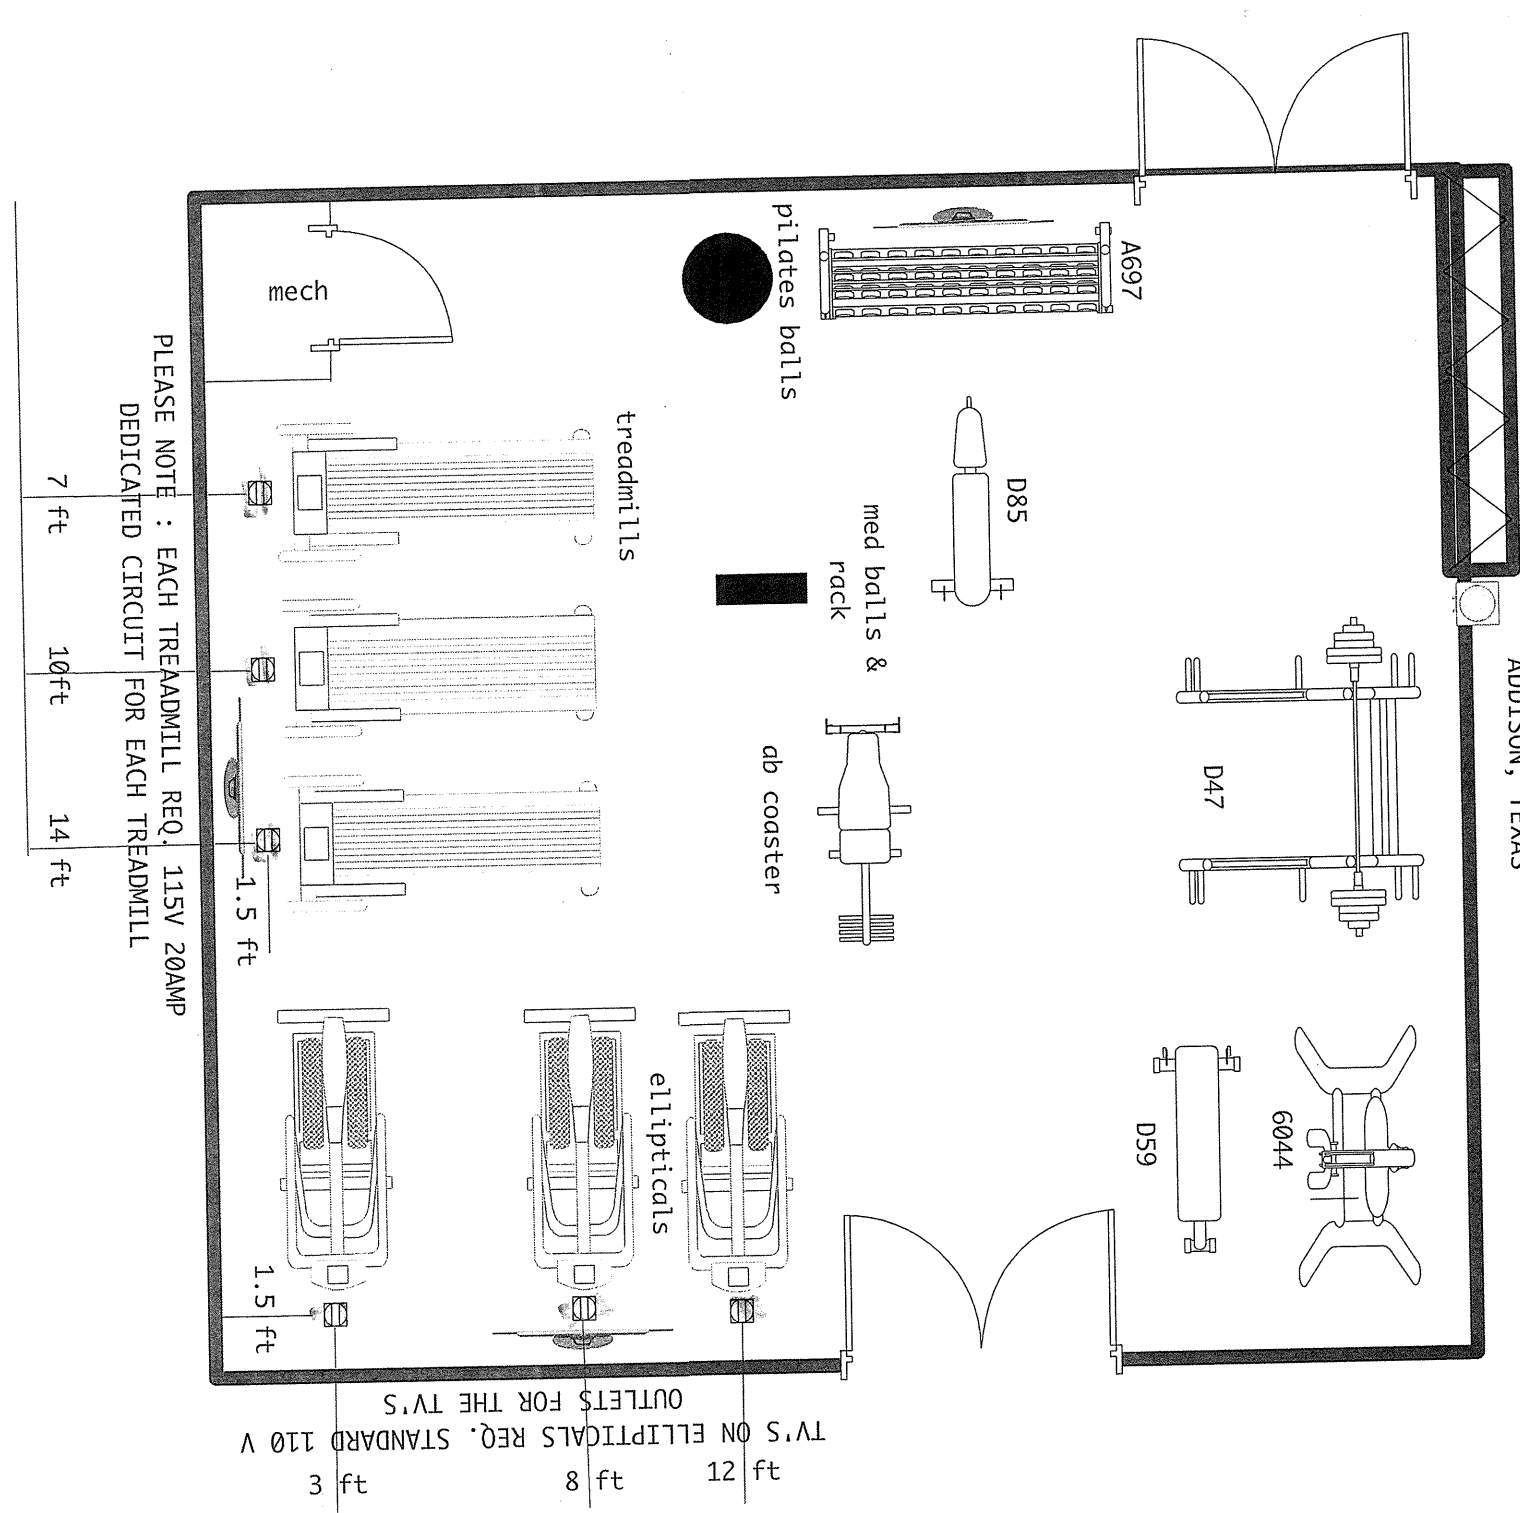 mech
pilates balls
A697
treadmills
D85
med balls &
rack
ab coaster
D47
D59
6044
ellipticals
PLEASE NOTE : EACH TREAADMILL REQ. 115V 20AMP
DEDICATED CIRCUIT FOR EACH TREADMILL
7 ft
10ft
14 ft
1.5 ft
1.5 ft
TV'S ON ELLIPTICALS REQ. STANDARD 110 V
OUTLETS FOR THE TV'S
3 ft
8 ft
12 ft
ADDISON, TEXAS